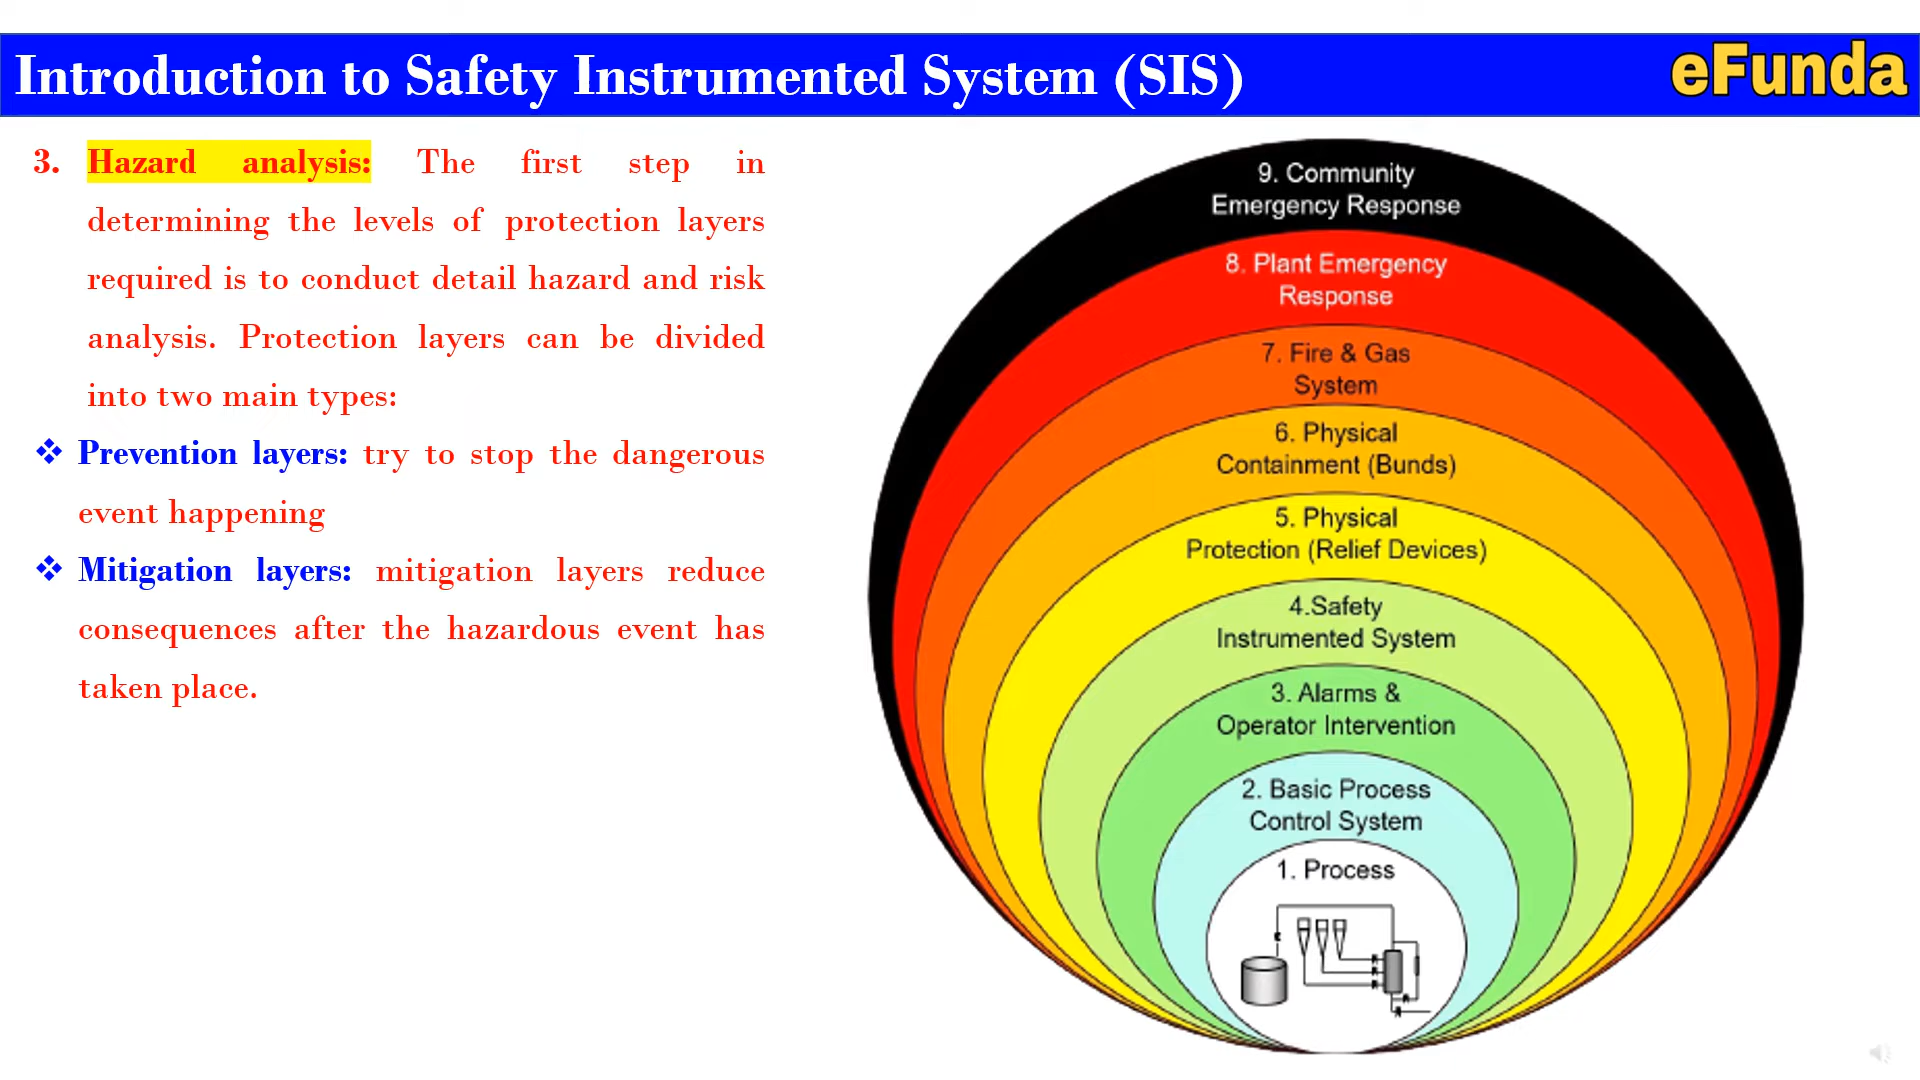 Introduction to Safety Instrumented System (SIS)
eFunda
3. Hazard analysis: The first step in
determining the levels of protection layers
required is to conduct detail hazard and risk
analysis. Protection layers can be divided
into two main types:
❖ Prevention layers: try to stop the dangerous
event happening
❖ Mitigation layers: mitigation layers reduce
consequences after the hazardous event has
taken place.
9. Community
Emergency Response
8. Plant Emergency
Response
7. Fire & Gas
System
6. Physical
Containment (Bunds)
5. Physical
Protection (Relief Devices)
4.Safety
Instrumented System
3. Alarms &
Operator Intervention
2. Basic Process
Control System
1. Process